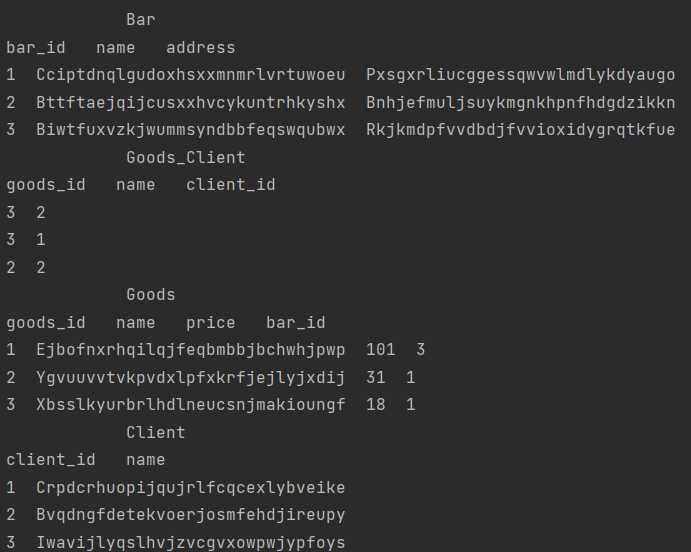 Bar
bar_id name address
1 Cciptdnqlgudoxhsxxmnmrlvrtuwoeu Pxsgxrliucggessqwvwlmdlykdyaugo
2 Bttftaejqijcusxxhvcykuntrhkyshx Bnhjefmuljsuykmgnkhpnfhdgdzikkn
3 Biwtfuxvzkjwummsyndbbfeqswqubwx Rkjkmdpfvvdbdjfvvioxidygrqtkfue
Goods_Client
goods_id name client_id
3 2
3 1
2 2
Goods
goods_id name price bar_id
1 Ejbofnxrhqilqjfeqbmbbjbchwhjpwp 101 3
2 Ygvuuvvtvkpvdxlpfxkrfjejlyjxdij 31 1
3 Xbsslkyurbrlhdlneucsnjmakioungf 18 1
Client
client_id name
1 Crpdcrhuopijqujrlfcqcexlybveike
2 Bvqdngfdetekvoerjosmfehdjireupy
3 Iwavijlyqslhvjzvcgvxowpwjypfoys